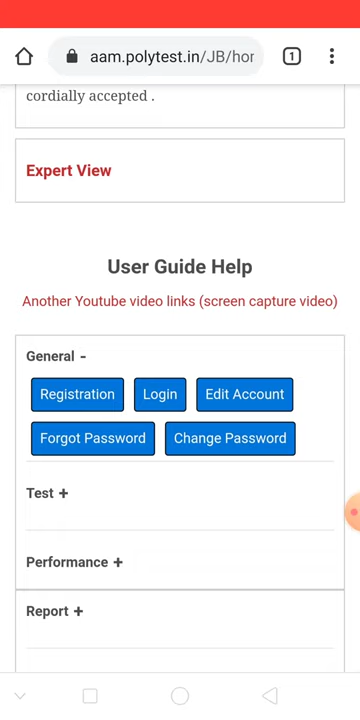 aam.polytest.in/JB/hor
1
cordially accepted .
Expert View
User Guide Help
Another Youtube video links (screen capture video)
General -
Registration Login Edit Account
Forgot Password Change Password
Test +
Performance +
Report +